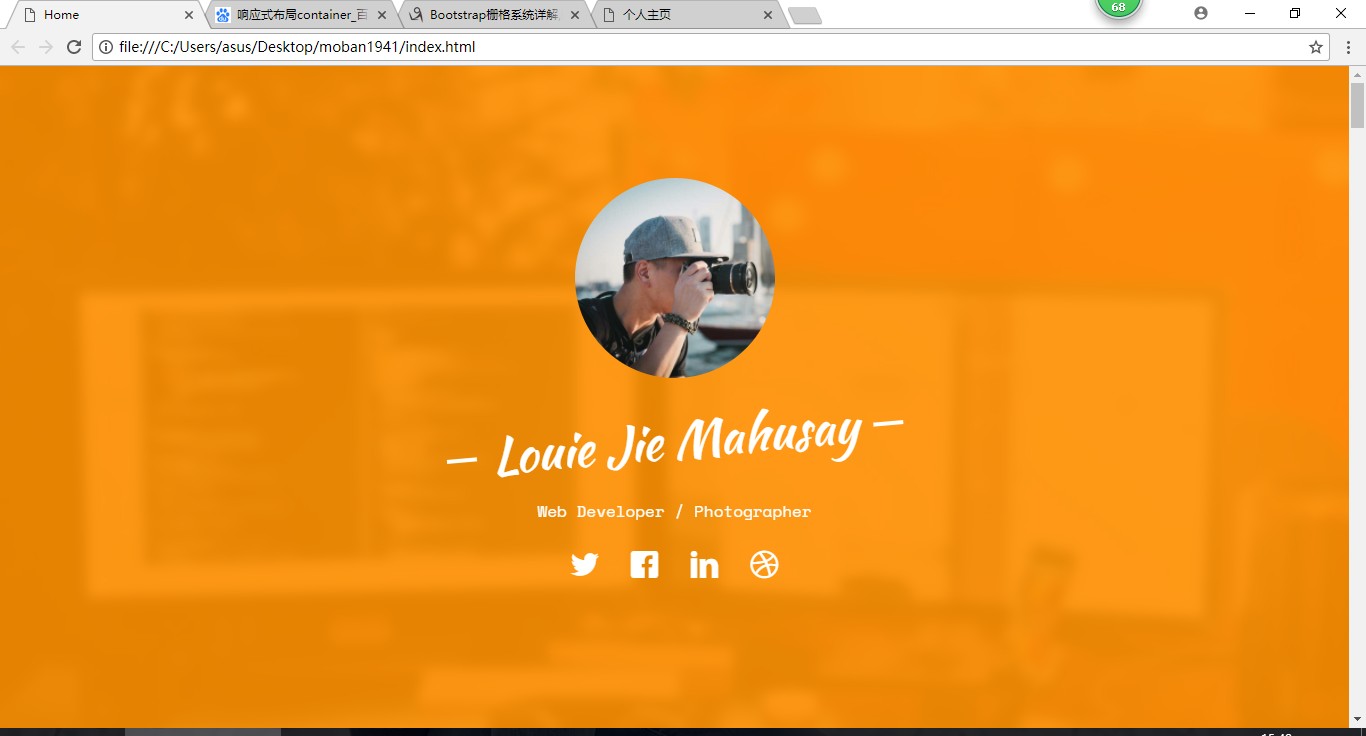 Home
响应式布局container_百
Bootstrap栅格系统详解
个人主页
68
file:///C:/Users/asus/Desktop/moban1941/index.html
– Louie Jie Mahusay –
Web Developer / Photographer